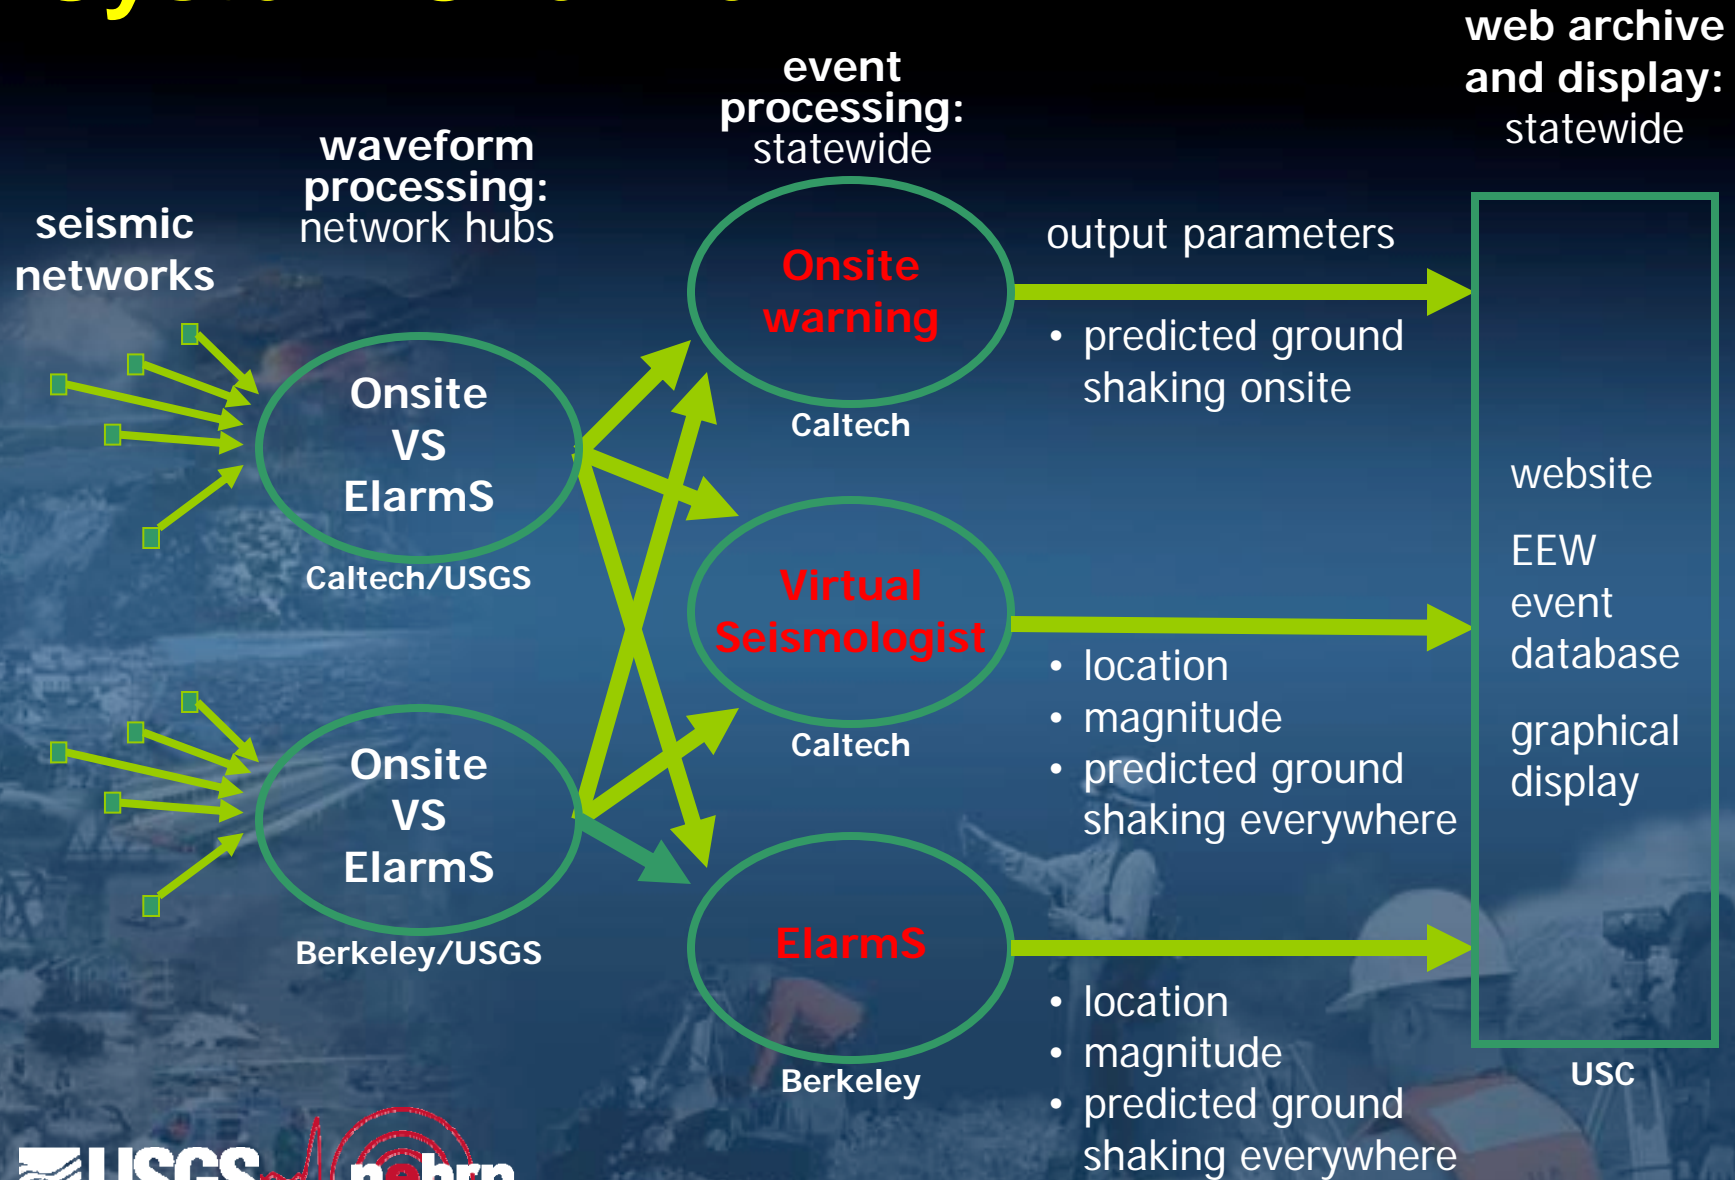 seismic
networks
waveform
processing:
network hubs
event
processing:
statewide
web archive
and display:
statewide
Onsite
VS
ElarmS
Caltech/USGS
Onsite
VS
ElarmS
Berkeley/USGS
Onsite
warning
Caltech
Virtual
Seismologist
Caltech
ElarmS
Berkeley
output parameters
• predicted ground
shaking onsite
• location
• magnitude
• predicted ground
shaking everywhere
• location
• magnitude
• predicted ground
shaking everywhere
website
EEW
event
database
graphical
display
USC
USGS
nehrp